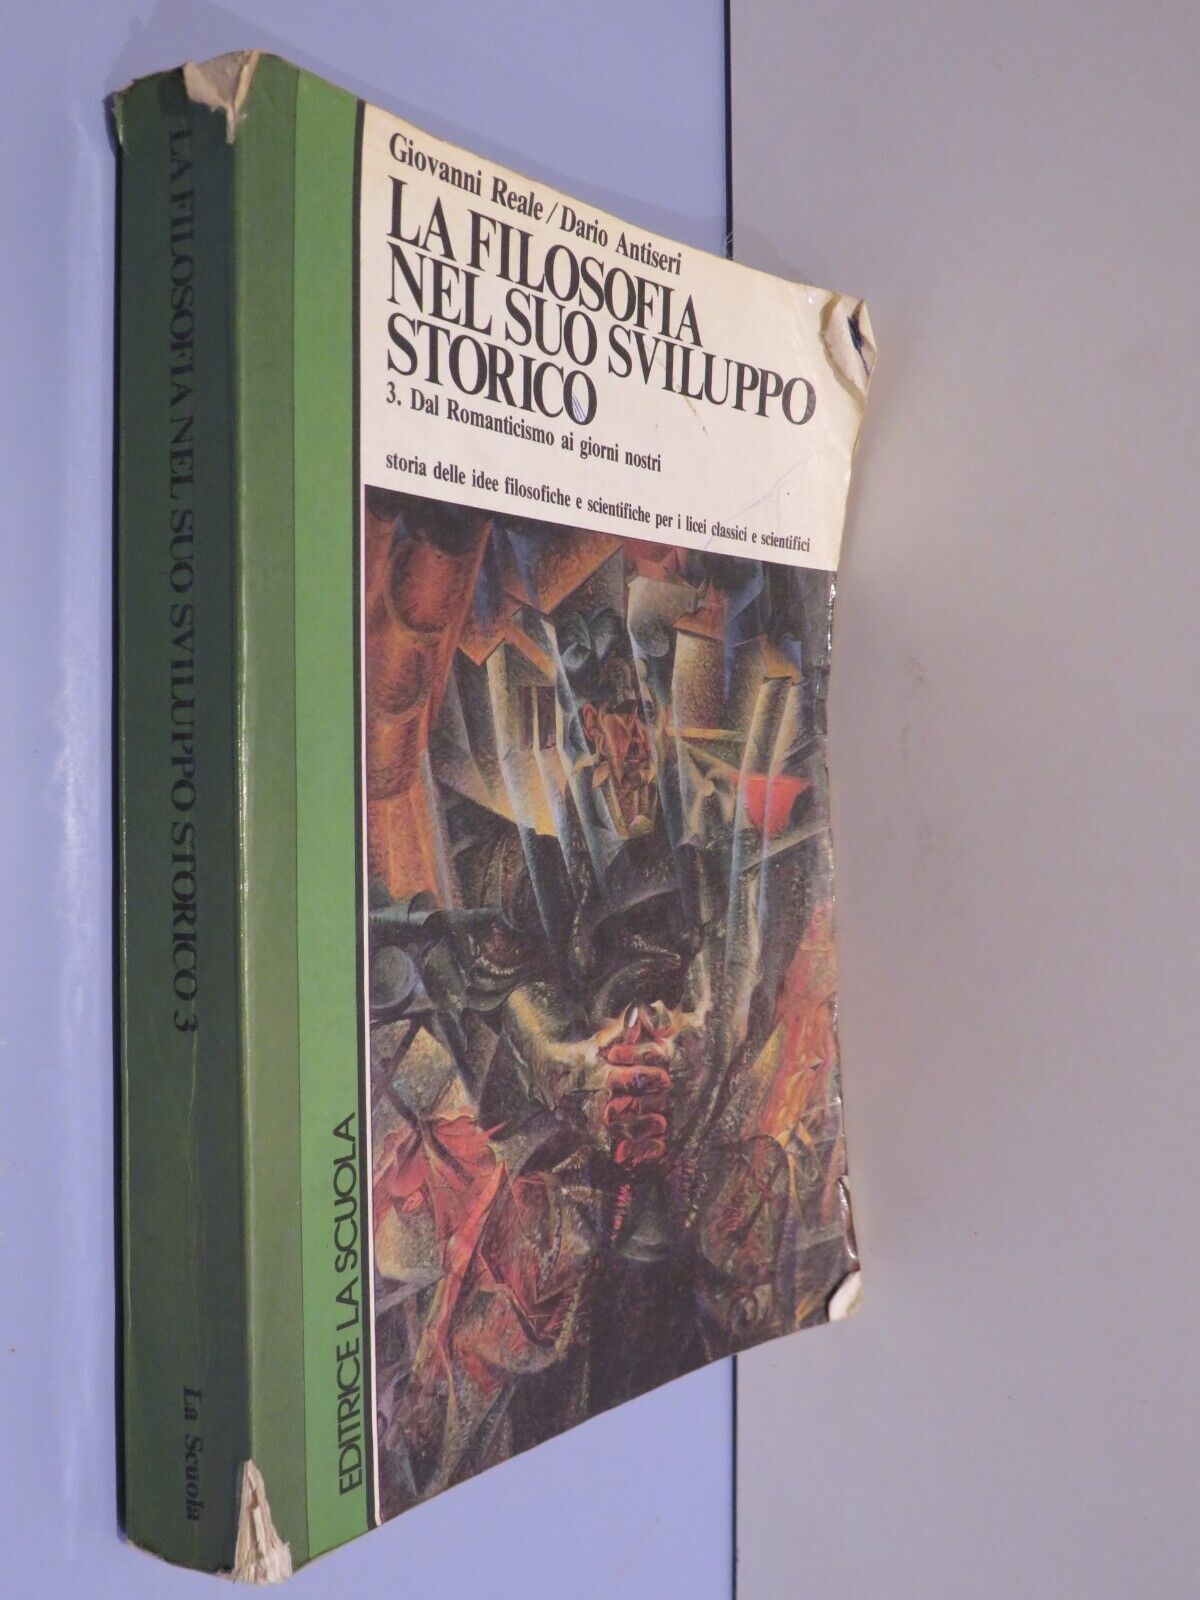 Giovanni Reale/Dario Antiseri
LA FILOSOFIA
NEL SUO SVILUPPO
STORICO
3. Dal Romanticismo ai giorni nostri
storia delle idee filosofiche e scientifiche per i licei classici e scientifici
EDITRICE LA SCUOLA
LA FILOSOFIA NEL SUO SVILUPPO STORICO 3
La Scuola